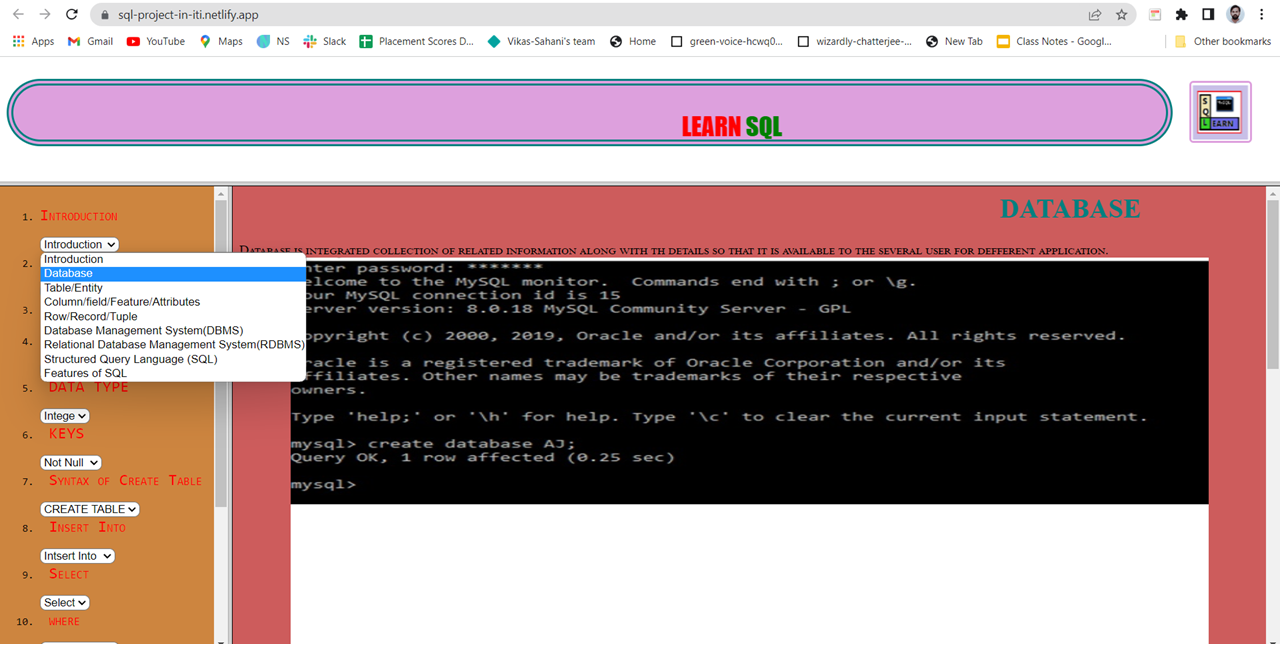 sql-project-in-iti.netlify.app
Apps Gmail YouTube Maps NS Slack Placement Scores D... Vikas-Sahani's team Home green-voice-hcwq0... wizardly-chatterjee-... New Tab Class Notes - Googl... Other bookmarks
LEARN SQL
SQL LEARN
1. Introduction
Introduction
2.
Introduction
Database
Table/Entity
Column/field/Feature/Attributes
Row/Record/Tuple
Database Management System(DBMS)
Relational Database Management System(RDBMS)
Structured Query Language (SQL)
Features of SQL
3.
4.
5. DATA TYPE
Intege
6. KEYS
Not Null
7. Syntax of Create Table
CREATE TABLE
8. Insert Into
Intsert Into
9. Select
Select
10. WHERE
DATABASE
Database is integrated collection of related information along with th details so that it is available to the several user for defferent application.
nter password: *******
elcome to the MySQL monitor. Commands end with ; or \g.
our MySQL connection id is 15
erver version: 8.0.18 MySQL Community Server - GPL
opyright (c) 2000, 2019, Oracle and/or its affiliates. All rights reserved.
racle is a registered trademark of Oracle Corporation and/or its
ffiliates. Other names may be trademarks of their respective
owners.
Type 'help;' or '\h' for help. Type '\c' to clear the current input statement.
mysql> create database AJ;
Query OK, 1 row affected (0.25 sec)
mysql>